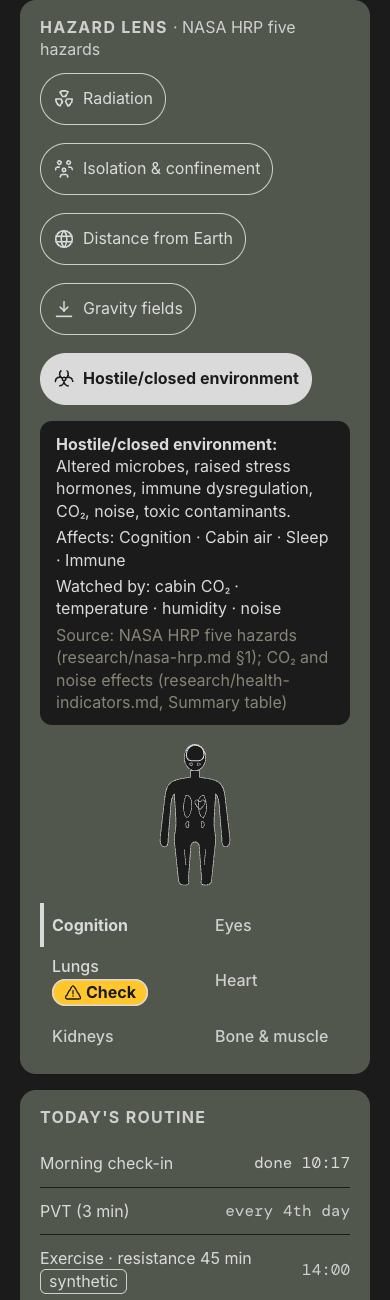 HAZARD LENS · NASA HRP five
hazards
Radiation
Isolation & confinement
Distance from Earth
Gravity fields
Hostile/closed environment
Hostile/closed environment:
Altered microbes, raised stress
hormones, immune dysregulation,
CO₂, noise, toxic contaminants.
Affects: Cognition · Cabin air · Sleep
· Immune
Watched by: cabin CO₂ ·
temperature · humidity · noise
Source: NASA HRP five hazards
(research/nasa-hrp.md §1); CO₂ and
noise effects (research/health-
indicators.md, Summary table)
Cognition
Eyes
Lungs
Check
Heart
Kidneys
Bone & muscle
TODAY'S ROUTINE
Morning check-in done 10:17
PVT (3 min) every 4th day
Exercise · resistance 45 min
synthetic
14:00